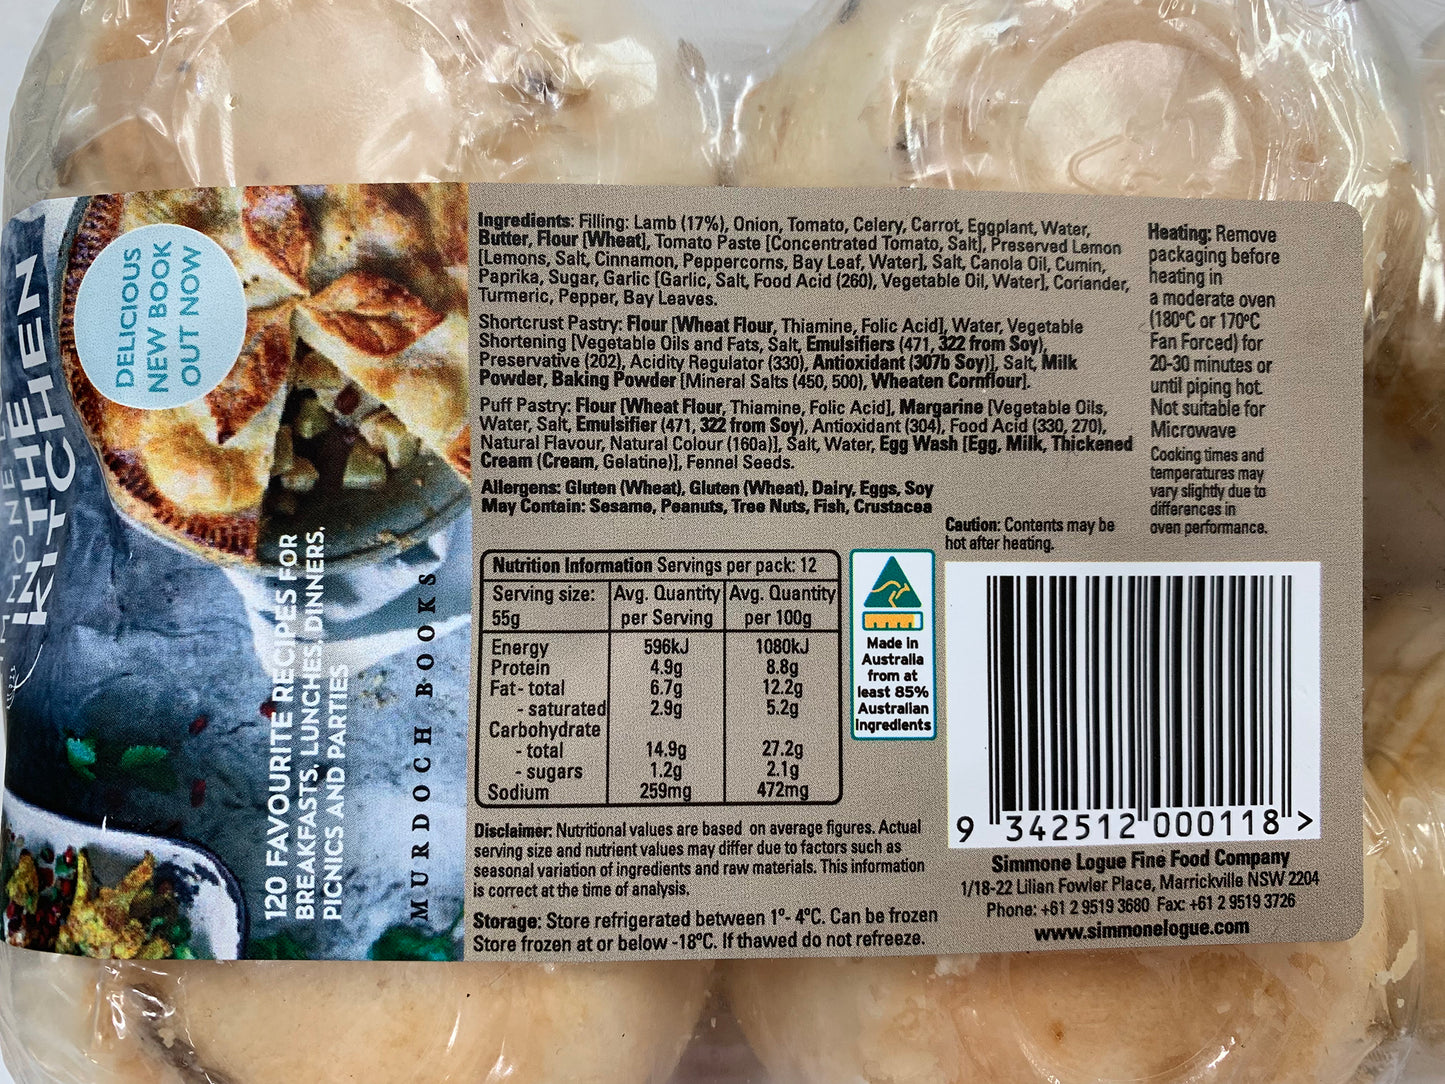 DELICIOUS
NEW BOOK
OUT NOW
IN THE
KITCHEN
120 FAVOURITE RECIPES FOR
BREAKFASTS, LUNCHES, DINNERS,
PICNICS AND PARTIES
MURDOCH BOOKS
Ingredients: Filling: Lamb (17%), Onion, Tomato, Celery, Carrot, Eggplant, Water,
Butter, Flour [Wheat], Tomato Paste [Concentrated Tomato, Salt], Preserved Lemon
[Lemons, Salt, Cinnamon, Peppercorns, Bay Leaf, Water], Salt, Canola Oil, Cumin,
Paprika, Sugar, Garlic [Garlic, Salt, Food Acid (260), Vegetable Oil, Water], Coriander,
Turmeric, Pepper, Bay Leaves.
Shortcrust Pastry: Flour [Wheat Flour, Thiamine, Folic Acid], Water, Vegetable
Shortening [Vegetable Oils and Fats, Salt, Emulsifiers (471, 322 from Soy),
Preservative (202), Acidity Regulator (330), Antioxidant (307b Soy)], Salt, Milk
Powder, Baking Powder [Mineral Salts (450, 500), Wheaten Cornflour].
Puff Pastry: Flour [Wheat Flour, Thiamine, Folic Acid], Margarine [Vegetable Oils,
Water, Salt, Emulsifier (471, 322 from Soy), Antioxidant (304), Food Acid (330, 270),
Natural Flavour, Natural Colour (160a)], Salt, Water, Egg Wash [Egg, Milk, Thickened
Cream (Cream, Gelatine)], Fennel Seeds.
Allergens: Gluten (Wheat), Gluten (Wheat), Dairy, Eggs, Soy
May Contain: Sesame, Peanuts, Tree Nuts, Fish, Crustacea
Heating: Remove
packaging before
heating in
a moderate oven
(180°C or 170°C
Fan Forced) for
20-30 minutes or
until piping hot.
Not suitable for
Microwave
Cooking times and
temperatures may
vary slightly due to
differences in
oven performance.
Caution: Contents may be
hot after heating.
Nutrition Information Servings per pack: 12
Serving size: Avg. Quantity Avg. Quantity
55g per Serving per 100g
Energy 596kJ 1080kJ
Protein 4.9g 8.8g
Fat- total 6.7g 12.2g
- saturated 2.9g 5.2g
Carbohydrate
- total 14.9g 27.2g
- sugars 1.2g 2.1g
Sodium 259mg 472mg
Made in
Australia
from at
least 85%
Australian
ingredients
9 342512 000118 >
Disclaimer: Nutritional values are based on average figures. Actual
serving size and nutrient values may differ due to factors such as
seasonal variation of ingredients and raw materials. This information
is correct at the time of analysis.
Storage: Store refrigerated between 1°- 4°C. Can be frozen
Store frozen at or below -18°C. If thawed do not refreeze.
Simmone Logue Fine Food Company
1/18-22 Lilian Fowler Place, Marrickville NSW 2204
Phone: +61 2 9519 3680 Fax: +61 2 9519 3726
www.simmonelogue.com